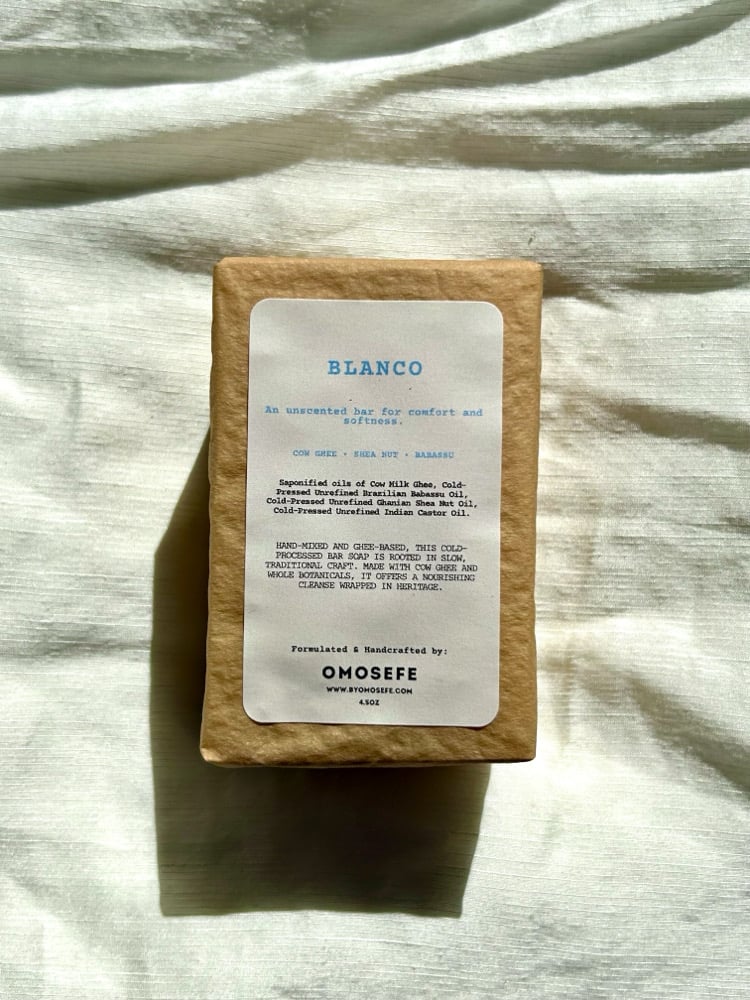 BLANCO
An unscented bar for comfort and
softness.
COW GHEE • SHEA NUT • BABASSU
Saponified oils of Cow Milk Ghee, Cold-
Pressed Unrefined Brazilian Babassu Oil,
Cold-Pressed Unrefined Ghanian Shea Nut Oil,
Cold-Pressed Unrefined Indian Castor Oil.
HAND-MIXED AND GHEE-BASED, THIS COLD-
PROCESSED BAR SOAP IS ROOTED IN SLOW,
TRADITIONAL CRAFT. MADE WITH COW GHEE AND
WHOLE BOTANICALS, IT OFFERS A NOURISHING
CLEANSE WRAPPED IN HERITAGE.
Formulated & Handcrafted by:
OMOSEFE
WWW.BYOMOSEFE.COM
4.5OZ